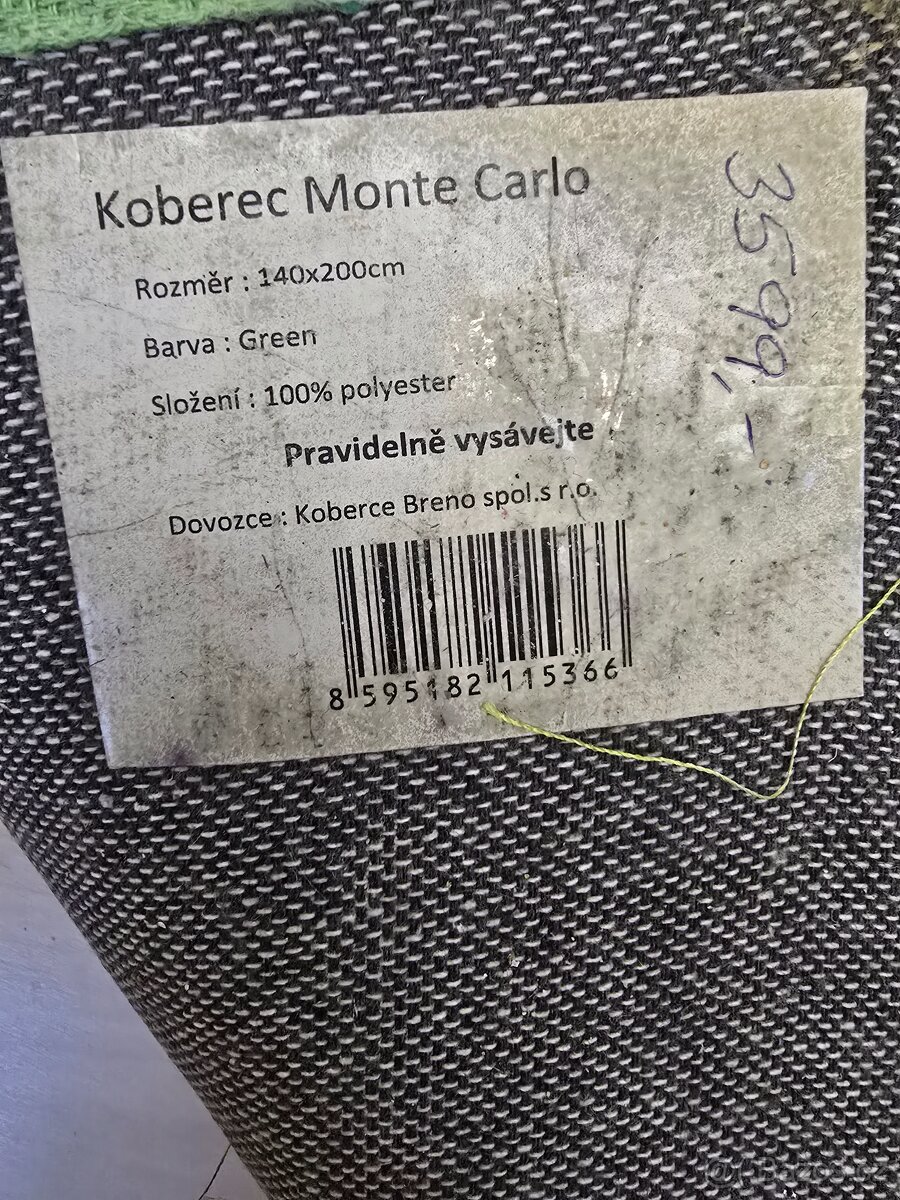 Koberec Monte Carlo
Rozměr : 140x200cm
Barva : Green
Složení : 100% polyester
Pravidelně vysávejte
Dovozce : Koberce Breno spol.s r.o.
8 595182 115366
3599,-